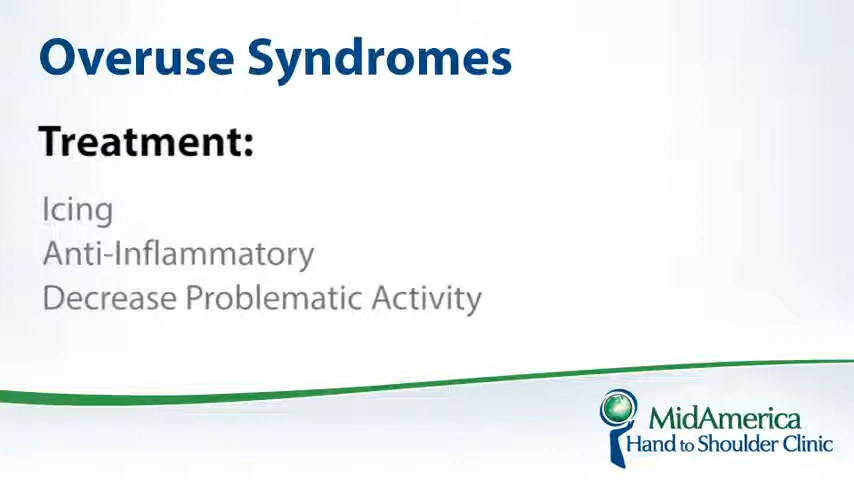 Overuse Syndromes
Treatment:
Icing
Anti-Inflammatory
Decrease Problematic Activity
MidAmerica
Hand to Shoulder Clinic